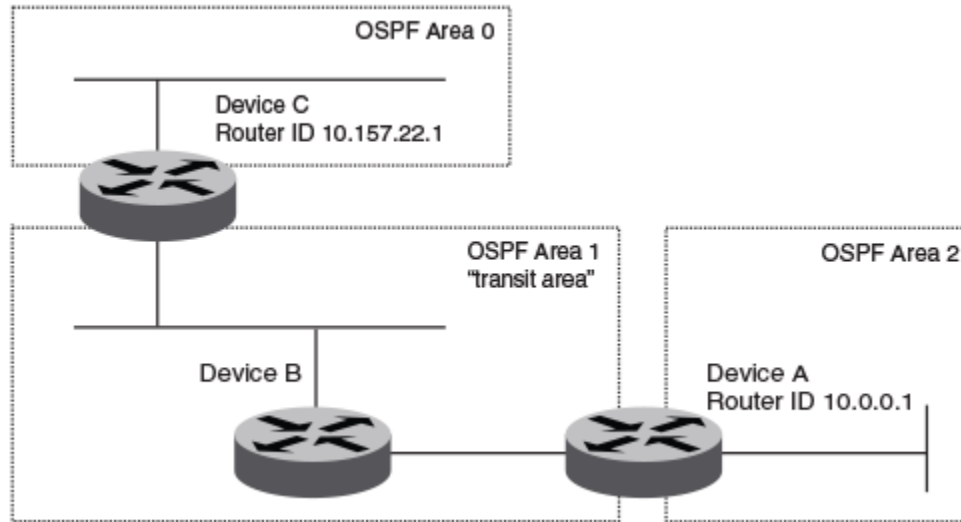 OSPF Area 0
Device C
Router ID 10.157.22.1
OSPF Area 1
"transit area"
OSPF Area 2
Device B
Device A
Router ID 10.0.0.1